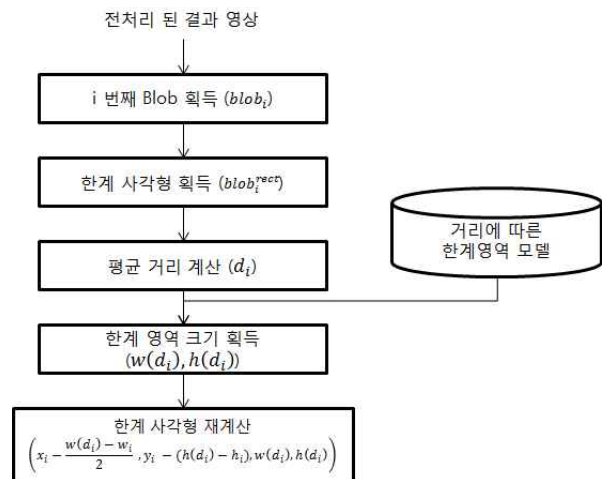 전처리 된 결과 영상
i 번째 Blob 획득 (blob_i)
한계 사각형 획득 (blob_i^rect)
평균 거리 계산 (d_i)
거리에 따른
한계영역 모델
한계 영역 크기 획득
(w(d_i), h(d_i))
한계 사각형 재계산
(x_i − (w(d_i) − w_i)/2 , y_i − (h(d_i) − h_i), w(d_i), h(d_i))